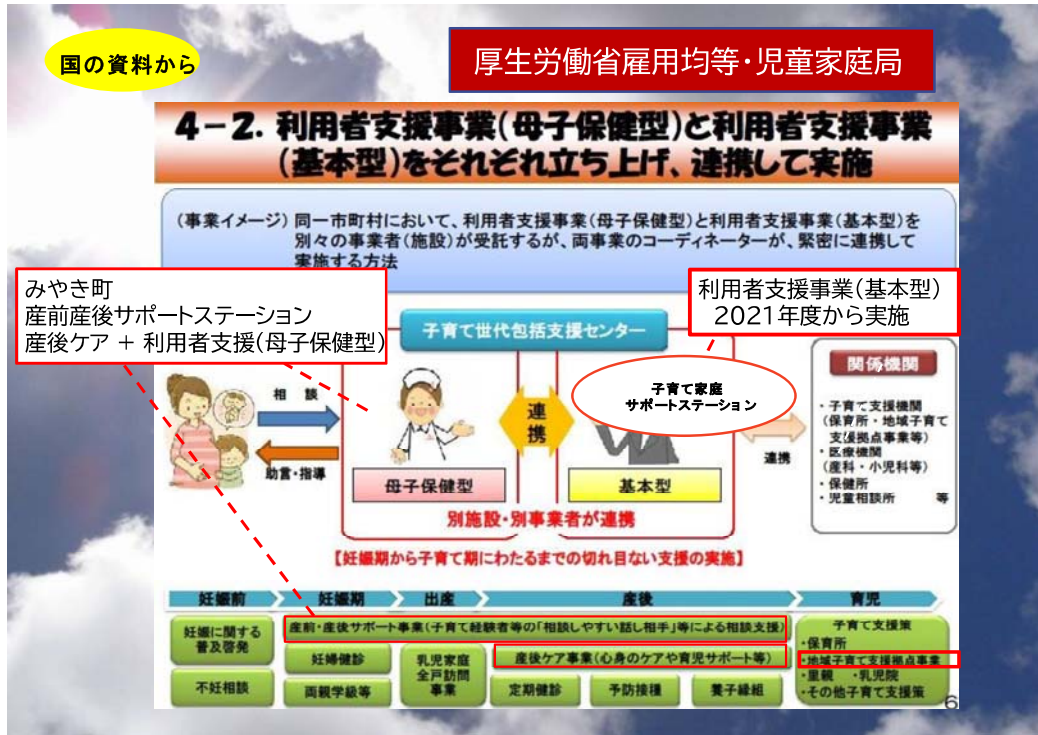 国の資料から
厚生労働省雇用均等・児童家庭局
4－2．利用者支援事業(母子保健型)と利用者支援事業
(基本型)をそれぞれ立ち上げ、連携して実施
(事業イメージ) 同一市町村において、利用者支援事業(母子保健型)と利用者支援事業(基本型)を
別々の事業者(施設)が受託するが、両事業のコーディネーターが、緊密に連携して
実施する方法
みやき町
産前産後サポートステーション
産後ケア + 利用者支援(母子保健型)
利用者支援事業(基本型)
2021年度から実施
子育て世代包括支援センター
子育て家庭
サポートステーション
関係機関
・子育て支援機関
(保育所・地域子育て
支援拠点事業等)
・医療機関
(産科・小児科等)
・保健所
・児童相談所 等
相 談
助言・指導
連
携
連携
母子保健型
基本型
別施設・別事業者が連携
【妊娠期から子育て期にわたるまでの切れ目ない支援の実施】
妊娠前
妊娠期
出産
産後
育児
妊娠に関する
普及啓発
不妊相談
産前・産後サポート事業(子育て経験者等の「相談しやすい話し相手」等による相談支援)
妊婦健診
両親学級等
乳児家庭
全戸訪問
事業
産後ケア事業(心身のケアや育児サポート等)
定期健診
予防接種
養子縁組
子育て支援策
・保育所
・地域子育て支援拠点事業
・里親 ・乳児院
・その他子育て支援策
6